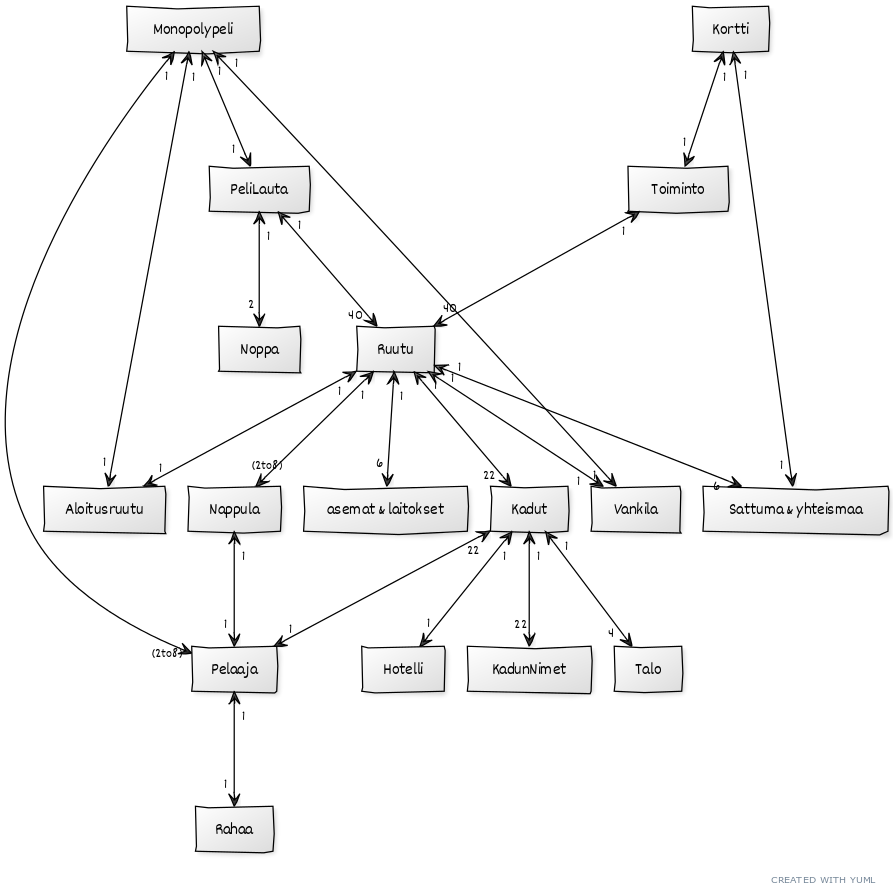 Monopolypeli
Kortti
1 1 1 1
1 1
1
1
PeliLauta
Toiminto
1 1
1
2
40
40
Noppa
Ruutu
1 1 1 1 1 1
1
1
(2to8)
6
22
1
1
6
1
Aloitusruutu
Nappula
asemat & laitokset
Kadut
Vankila
Sattuma & yhteismaa
1
22
1
1
1
1
1
1
22
4
(2to8)
Pelaaja
Hotelli
KadunNimet
Talo
1
1
Rahaa
CREATED WITH YUML